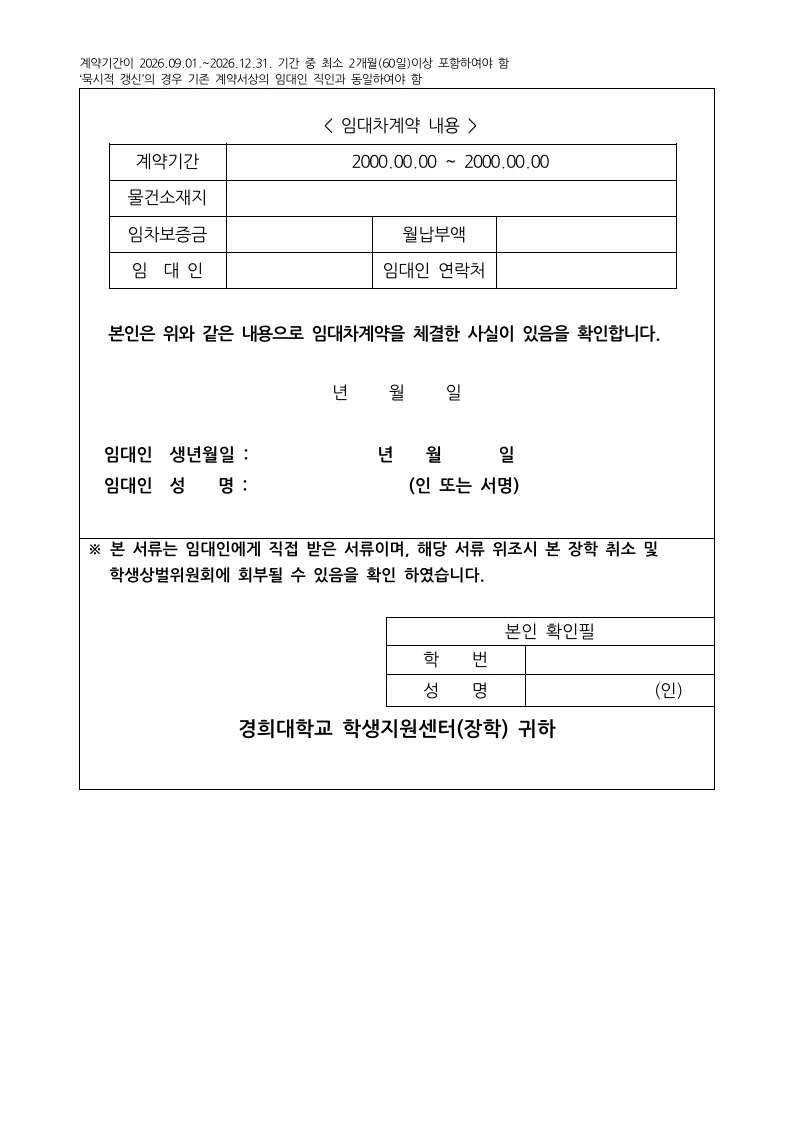 계약기간이 2026.09.01.~2026.12.31. 기간 중 최소 2개월(60일)이상 포함하여야 함
'묵시적 갱신'의 경우 기존 계약서상의 임대인 직인과 동일하여야 함
< 임대차계약 내용 >
계약기간 2000.00.00 ~ 2000.00.00
물건소재지
임차보증금 월납부액
임 대 인 임대인 연락처
본인은 위와 같은 내용으로 임대차계약을 체결한 사실이 있음을 확인합니다.
년 월 일
임대인 생년월일 : 년 월 일
임대인 성 명 : (인 또는 서명)
※ 본 서류는 임대인에게 직접 받은 서류이며, 해당 서류 위조시 본 장학 취소 및
학생상벌위원회에 회부될 수 있음을 확인 하였습니다.
본인 확인필
학 번
성 명 (인)
경희대학교 학생지원센터(장학) 귀하